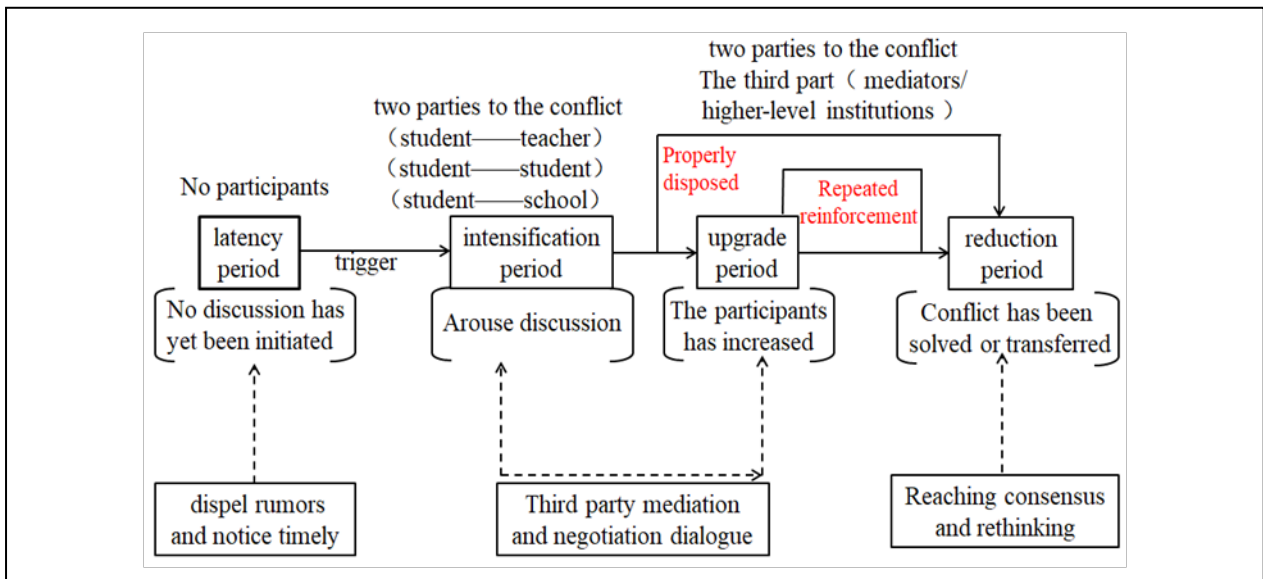 two parties to the conflict
The third part（ mediators/
higher-level institutions ）
two parties to the conflict
（student——teacher）
（student——student）
（student——school）
No participants
Properly
disposed
Repeated
reinforcement
latency
period
trigger
intensification
period
upgrade
period
reduction
period
No discussion has
yet been initiated
Arouse discussion
The participants
has increased
Conflict has been
solved or transferred
dispel rumors
and notice timely
Third party mediation
and negotiation dialogue
Reaching consensus
and rethinking